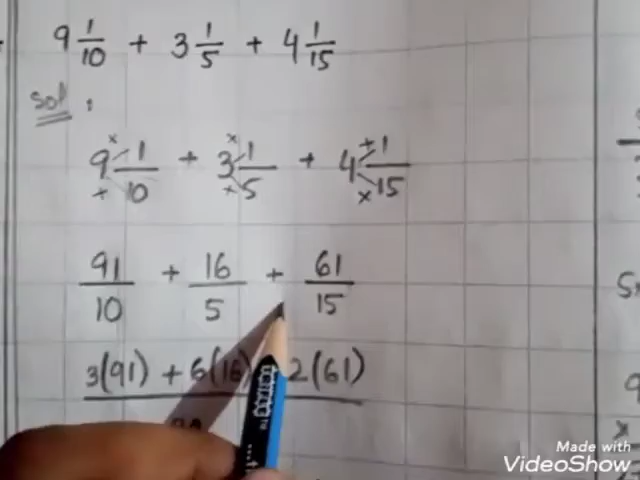 9 1/10 + 3 1/5 + 4 1/15
Sol :
9 × + 1/10 + 3 × + 1/5 + 4 + × 1/15
91/10 + 16/5 + 61/15
3(91) + 6(16) 2(61)
Made with
VideoShow